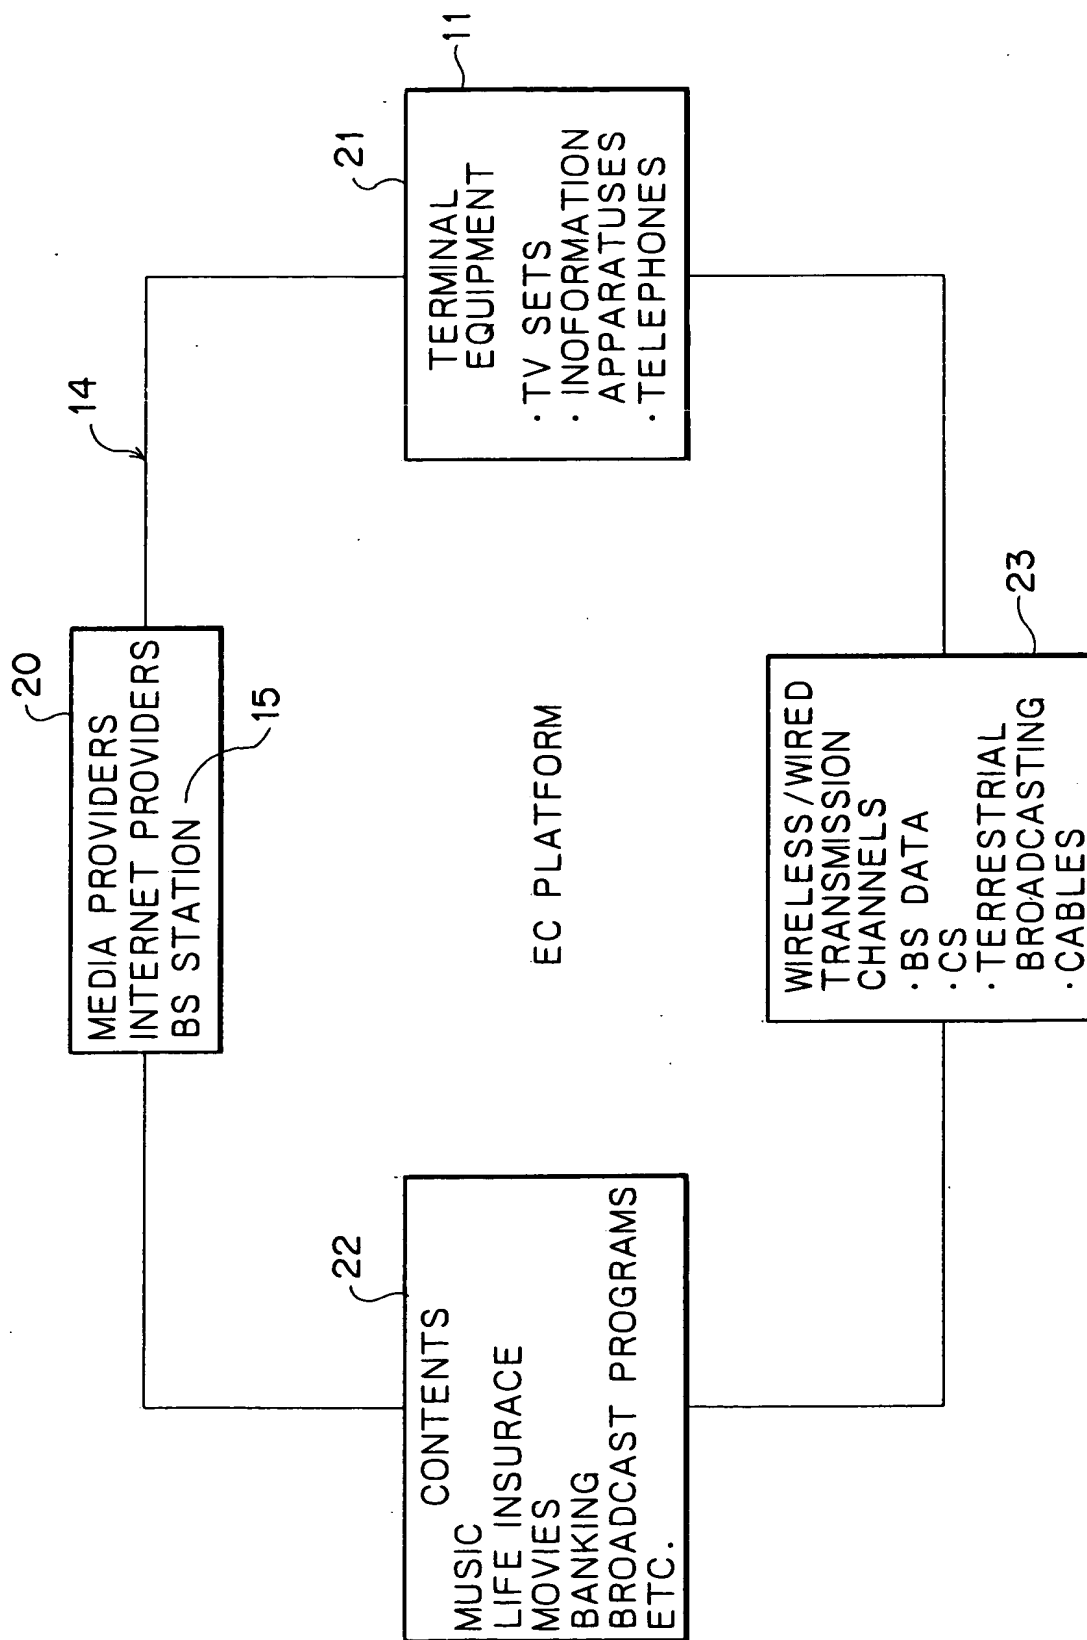 20
MEDIA PROVIDERS
INTERNET PROVIDERS
BS STATION
15
14
22
CONTENTS
MUSIC
LIFE INSURACE
MOVIES
BANKING
BROADCAST PROGRAMS
ETC.
EC PLATFORM
21
TERMINAL
EQUIPMENT
· TV SETS
· INOFORMATION
APPARATUSES
· TELEPHONES
11
WIRELESS/WIRED
TRANSMISSION
CHANNELS
· BS DATA
· CS
· TERRESTRIAL
BROADCASTING
· CABLES
23